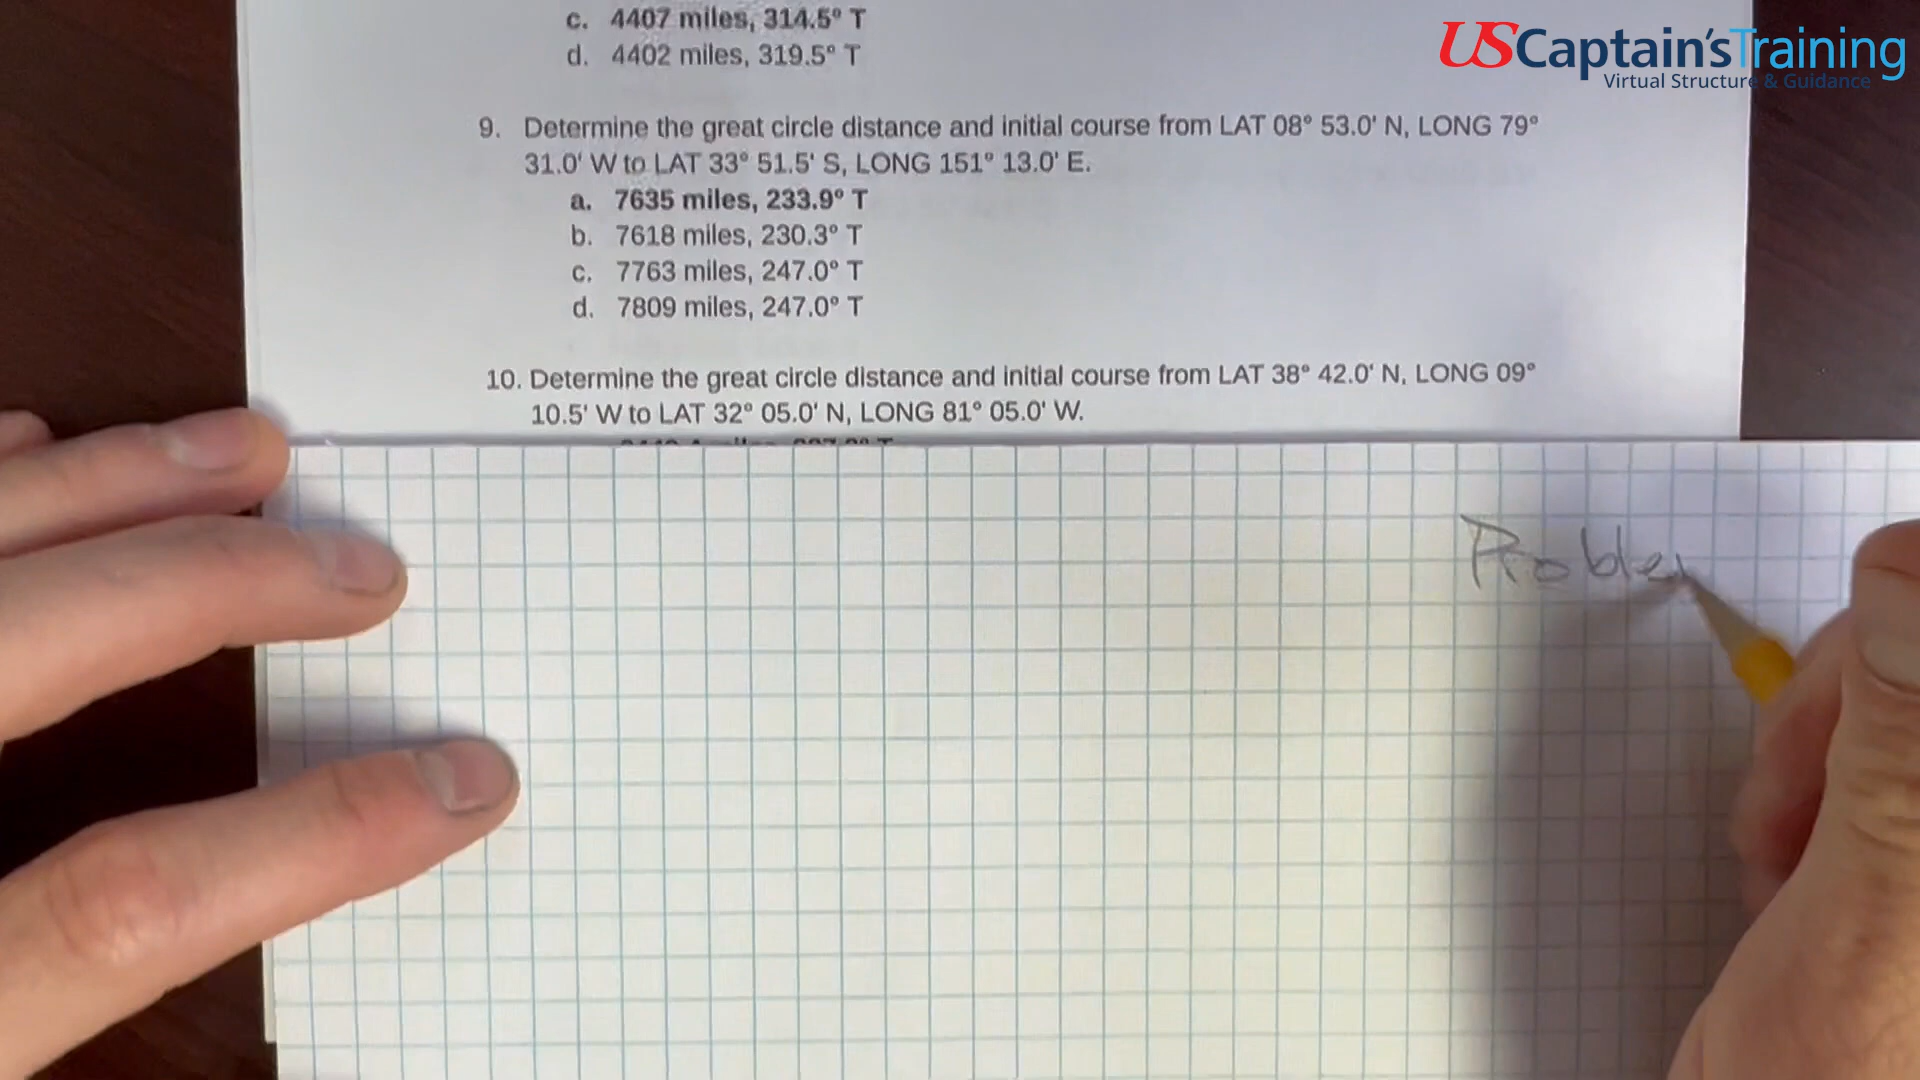 c. 4407 miles, 314.5° T
d. 4402 miles, 319.5° T
USCaptain'sTraining
Virtual Structure & Guidance
9. Determine the great circle distance and initial course from LAT 08° 53.0' N, LONG 79°
31.0' W to LAT 33° 51.5' S, LONG 151° 13.0' E.
a. 7635 miles, 233.9° T
b. 7618 miles, 230.3° T
c. 7763 miles, 247.0° T
d. 7809 miles, 247.0° T
10. Determine the great circle distance and initial course from LAT 38° 42.0' N, LONG 09°
10.5' W to LAT 32° 05.0' N, LONG 81° 05.0' W.